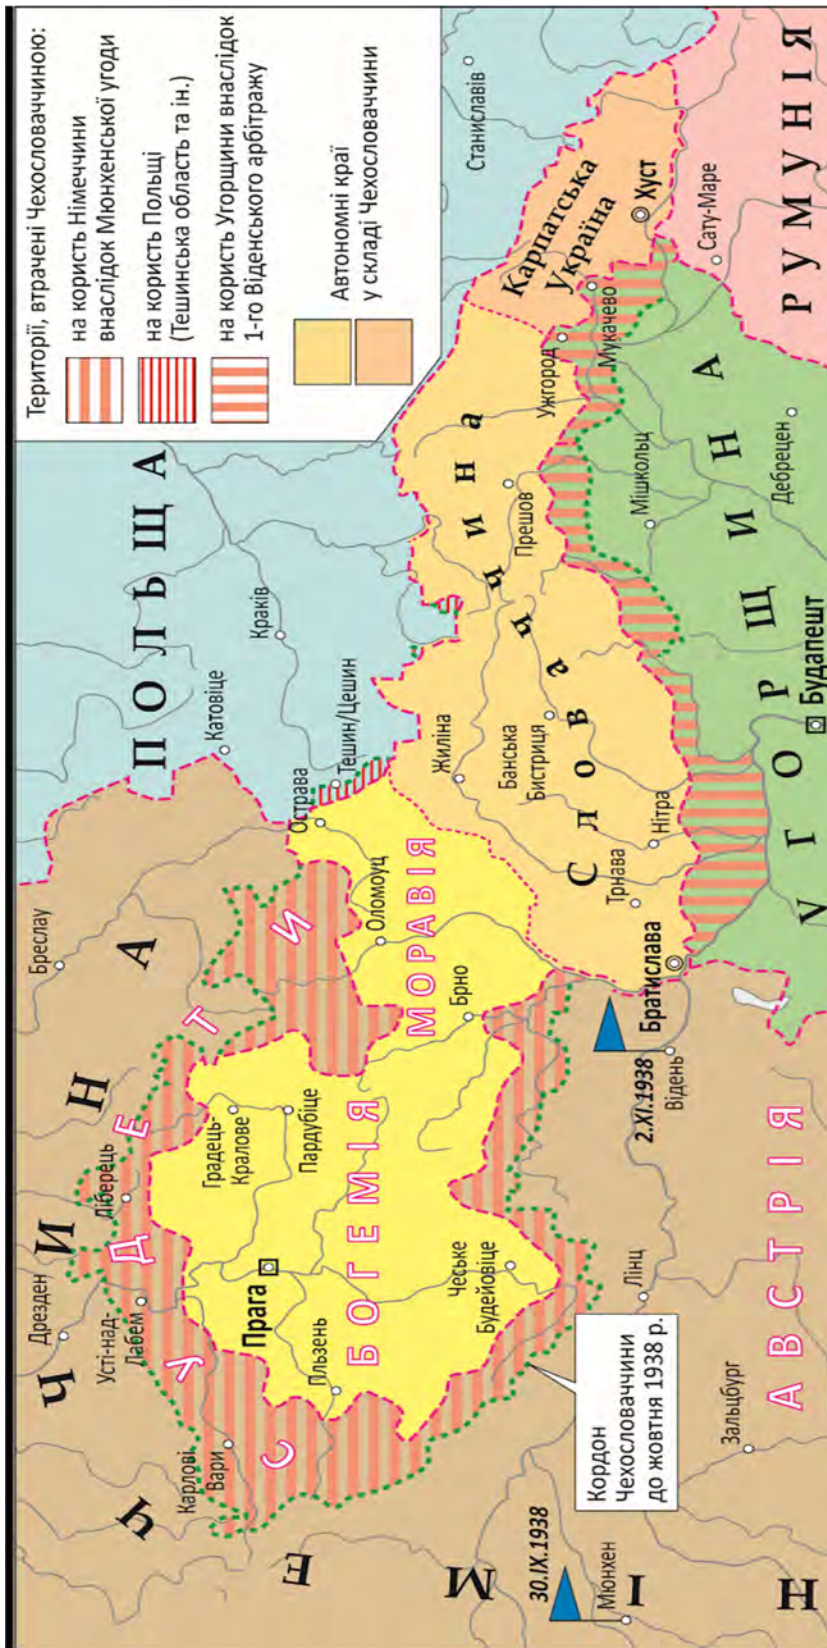 Території, втрачені Чехословаччиною:
на користь Німеччини
внаслідок Мюнхенської угоди
на користь Польщі
(Тешинська область та ін.)
на користь Угорщини внаслідок
1-го Віденського арбітражу
Автономні краї
у складі Чехословаччини
НІМЕЧЧИНА
ПОЛЬЩА
СУДЕТИ
БОГЕМІЯ
МОРАВІЯ
Словаччина
Карпатська
Україна
УГОРЩИНА
РУМУНІЯ
АВСТРІЯ
Дрезден
Бреслау
Усті-над-
Лабем
Ліберець
Карлові
Вари
Прага
Градець-
Кралове
Пардубіце
Пльзень
Чеське
Будейовіце
Брно
Оломоуц
Острава
Тешин/Цешин
Катовіце
Краків
Жиліна
Банська
Бистриця
Прешов
Трнава
Нітра
Братислава
Ужгород
Мукачево
Хуст
Станиславів
Сату-Маре
Мішкольц
Дебрецен
Будапешт
2.XI.1938
Відень
Лінц
Зальцбург
30.IX.1938
Мюнхен
Кордон
Чехословаччини
до жовтня 1938 р.